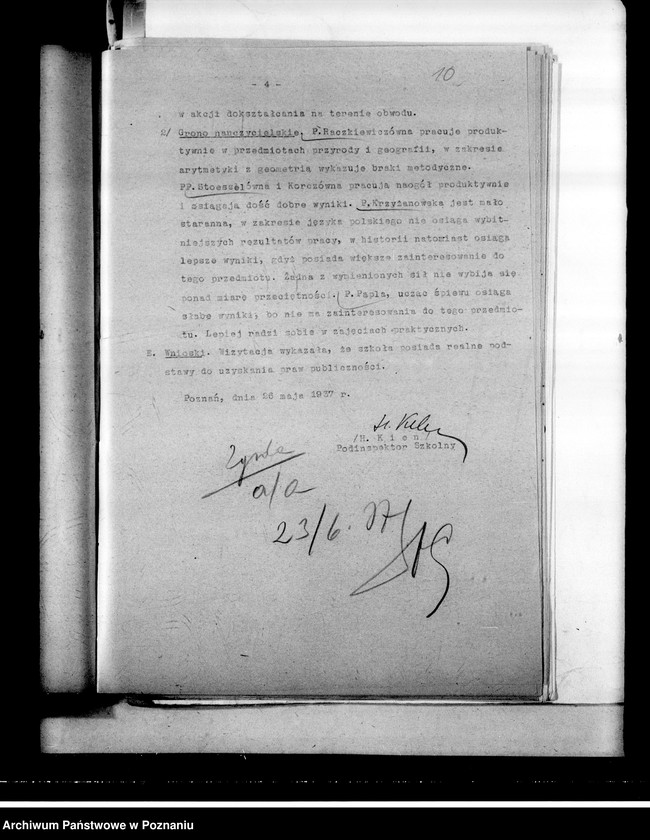 10
- 4 -
w akcji dokształcania na terenie obwodu.
2/ Grono nauczycielskie. P.Raczkiewiczówna pracuje produk-
tywnie w przedmiotach przyrody i geografii, w zakresie
arytmetyki z geometrią wykazuje braki metodyczne.
PP.Stoesselówna i Korczówna pracują naogół produktywnie
i osiągają dość dobre wyniki. P.Krzyżanowska jest mało
staranna, w zakresie języka polskiego nie osiąga wybit-
niejszych rezultatów pracy, w historii natomiast osiąga
lepsze wyniki, gdyż posiada większe zainteresowanie do
tego przedmiotu. Żadna z wymienionych sił nie wybija się
ponad miarę przeciętności. P. Papla, ucząc śpiewu osiąga
słabe wyniki, bo nie ma zainteresowania do tego przedmio-
tu. Lepiej radzi sobie w zajęciach praktycznych.
E. Wnioski. Wizytacja wykazała, że szkoła posiada realne pod-
stawy do uzyskania praw publiczności.
Poznań, dnia 26 maja 1937 r.
/H. K i e n/
Podinspektor Szkolny
a/a
23/6. 37
Archiwum Państwowe w Poznaniu